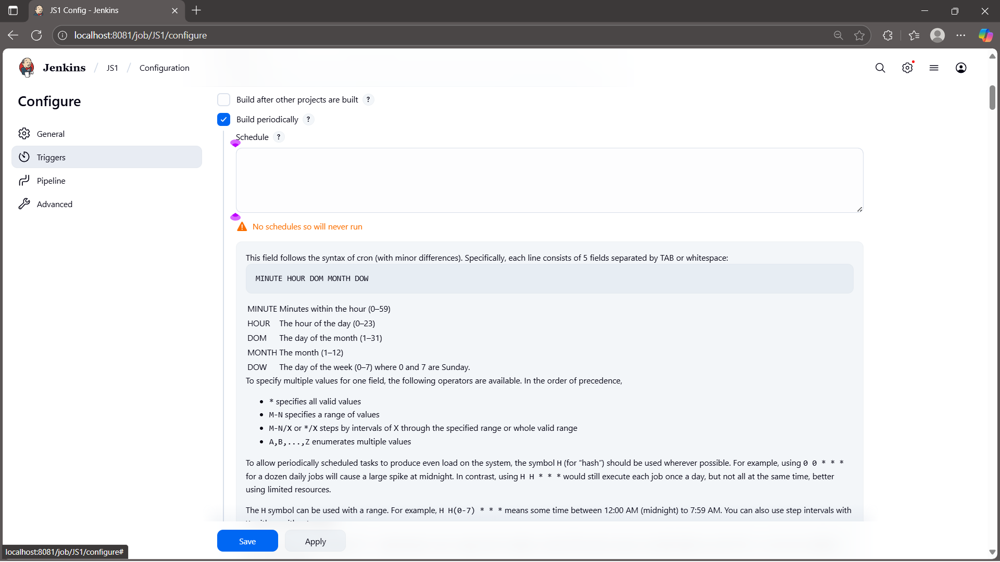 JS1 Config - Jenkins
localhost:8081/job/JS1/configure
Jenkins / JS1 / Configuration
Configure
General
Triggers
Pipeline
Advanced
Build after other projects are built ?
Build periodically ?
Schedule ?
No schedules so will never run
This field follows the syntax of cron (with minor differences). Specifically, each line consists of 5 fields separated by TAB or whitespace:
MINUTE HOUR DOM MONTH DOW
MINUTE Minutes within the hour (0–59)
HOUR The hour of the day (0–23)
DOM The day of the month (1–31)
MONTH The month (1–12)
DOW The day of the week (0–7) where 0 and 7 are Sunday.
To specify multiple values for one field, the following operators are available. In the order of precedence,
• * specifies all valid values
• M-N specifies a range of values
• M-N/X or */X steps by intervals of X through the specified range or whole valid range
• A,B,...,Z enumerates multiple values
To allow periodically scheduled tasks to produce even load on the system, the symbol H (for “hash”) should be used wherever possible. For example, using 0 0 * * *
for a dozen daily jobs will cause a large spike at midnight. In contrast, using H H * * * would still execute each job once a day, but not all at the same time, better
using limited resources.
The H symbol can be used with a range. For example, H H(0-7) * * * means some time between 12:00 AM (midnight) to 7:59 AM. You can also use step intervals with
Save
Apply
localhost:8081/job/JS1/configure#